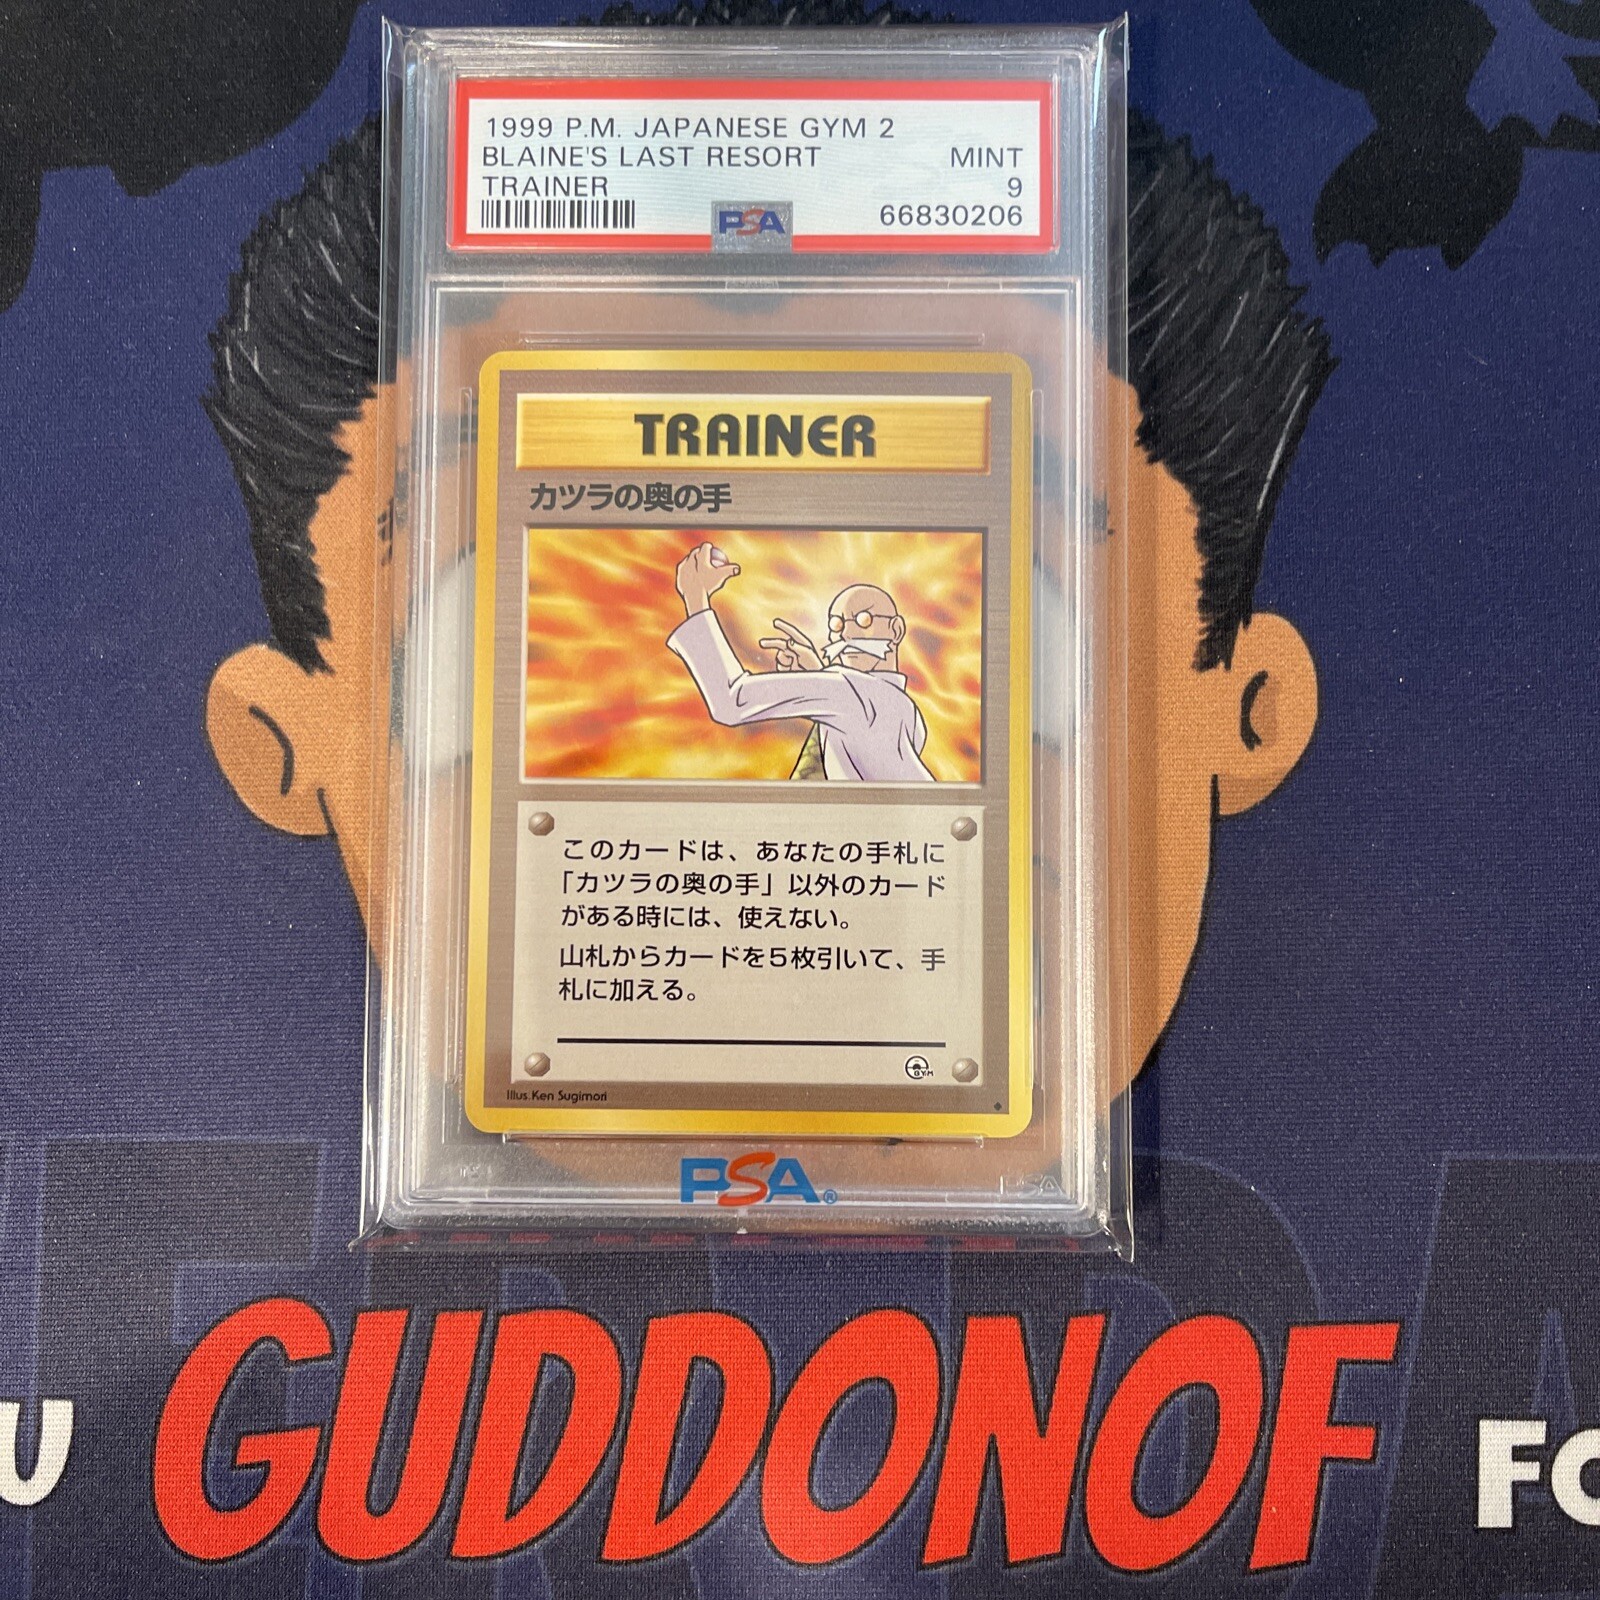 1999 P.M. JAPANESE GYM 2
BLAINE'S LAST RESORT MINT
TRAINER 9
PSA 66830206
TRAINER
カツラの奥の手
このカードは、あなたの手札に
「カツラの奥の手」以外のカード
がある時には、使えない。
山札からカードを5枚引いて、手
札に加える。
GYM
Illus. Ken Sugimori
PSA®
PSA
U GUDDONOF FO